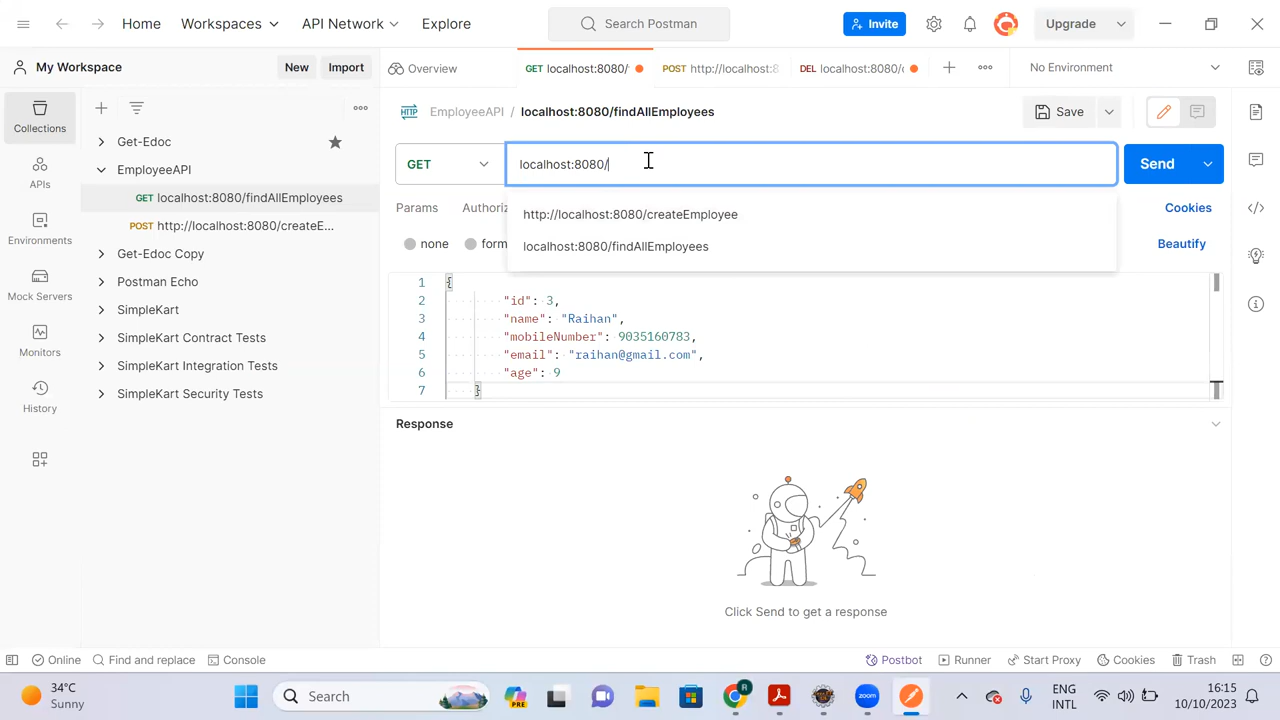 Home
Workspaces
API Network
Explore
Search Postman
Invite
Upgrade
My Workspace
New
Import
Overview
GET localhost:8080/
POST http://localhost:8
DEL localhost:8080/
No Environment
Collections
APIs
Environments
Mock Servers
Monitors
History
Get-Edoc
EmployeeAPI
GET localhost:8080/findAllEmployees
POST http://localhost:8080/createE...
Get-Edoc Copy
Postman Echo
SimpleKart
SimpleKart Contract Tests
SimpleKart Integration Tests
SimpleKart Security Tests
HTTP
EmployeeAPI / localhost:8080/findAllEmployees
Save
GET
localhost:8080/
Send
http://localhost:8080/createEmployee
localhost:8080/findAllEmployees
Params
Authoriz
Cookies
none
form
Beautify
1 {
2 "id": 3,
3 "name": "Raihan",
4 "mobileNumber": 9035160783,
5 "email": "raihan@gmail.com",
6 "age": 9
7 }
Response
Click Send to get a response
Online
Find and replace
Console
Postbot
Runner
Start Proxy
Cookies
Trash
34°C
Sunny
Search
PRE
R
zoom
ENG
INTL
16:15
10/10/2023